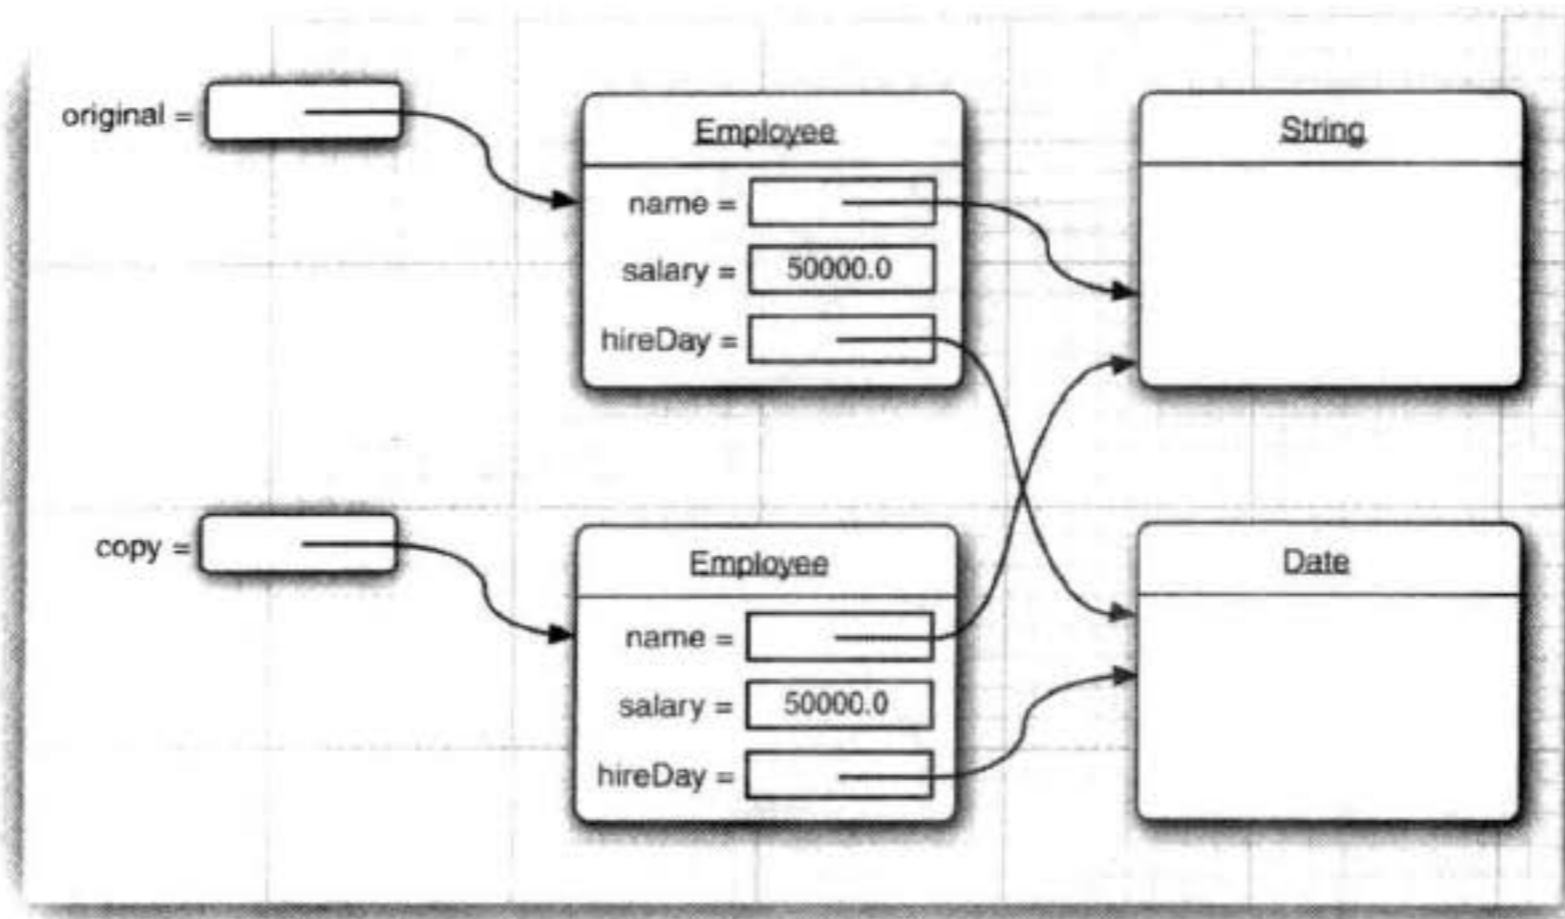 original =
Employee
name =
salary = 50000.0
hireDay =
String
copy =
Employee
name =
salary = 50000.0
hireDay =
Date